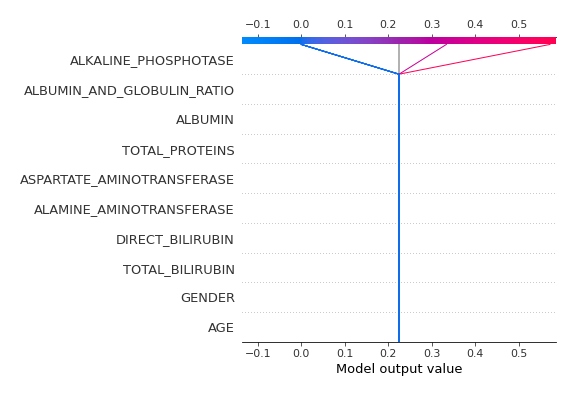 −0.1 0.0 0.1 0.2 0.3 0.4 0.5
ALKALINE_PHOSPHOTASE
ALBUMIN_AND_GLOBULIN_RATIO
ALBUMIN
TOTAL_PROTEINS
ASPARTATE_AMINOTRANSFERASE
ALAMINE_AMINOTRANSFERASE
DIRECT_BILIRUBIN
TOTAL_BILIRUBIN
GENDER
AGE
−0.1 0.0 0.1 0.2 0.3 0.4 0.5
Model output value